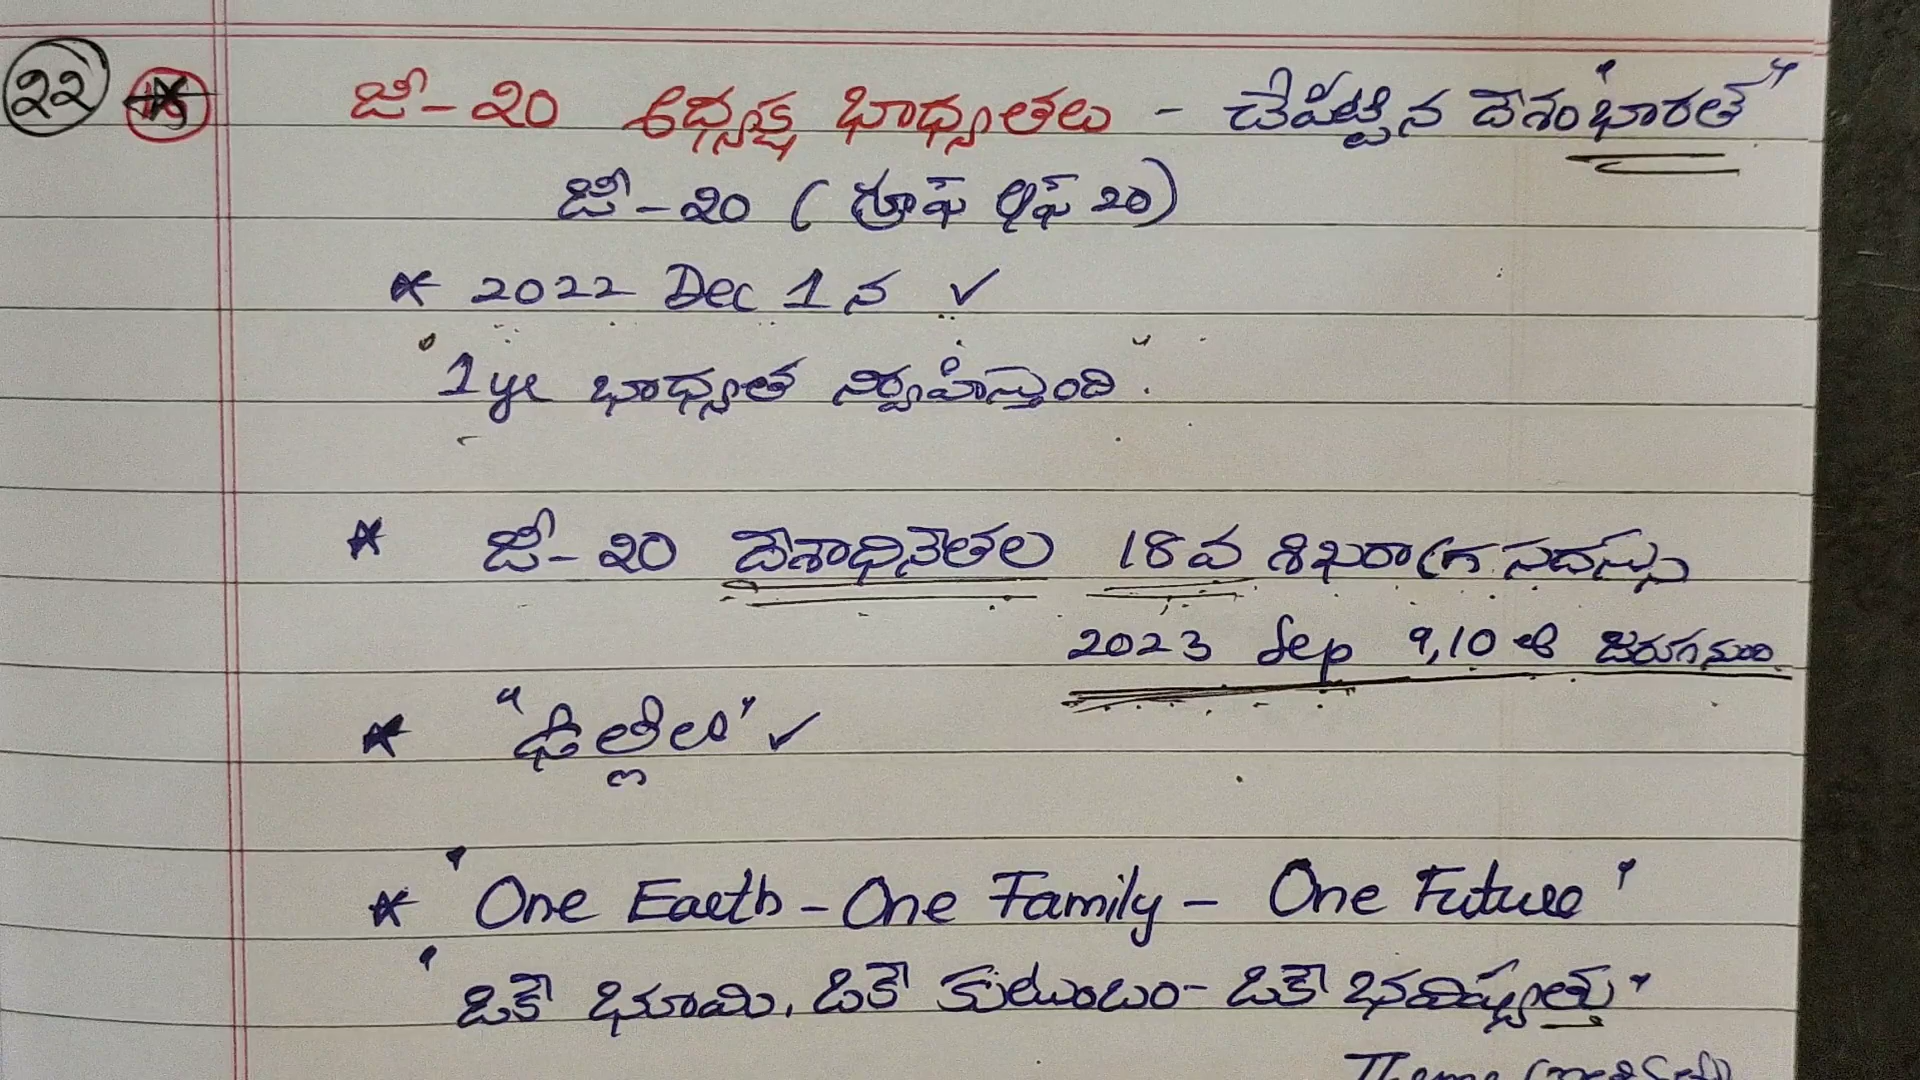 22 జీ-20 అధ్యక్ష భాధ్యతలు - చేపట్టిన దేశం "భారత్"
జీ-20 (గ్రూఫ్ ఆఫ్ 20)
* 2022 Dec 1 న ✓
1 yr భాధ్యత నిర్వహిస్తుంది.
* జీ-20 దేశాధినేతల 18వ శిఖరాగ్ర సదస్సు
2023 Sep 9,10 న జరుగనుంది.
* "ఢిల్లీలో" ✓
* "One Earth - One Family - One Future"
"ఒకే భూమి, ఒకే కుటుంబం - ఒకే భవిష్యత్తు"
Theme